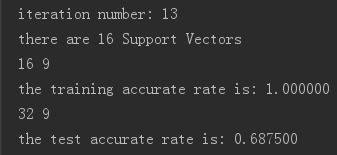 iteration number: 13
there are 16 Support Vectors
16 9
the training accurate rate is: 1.000000
32 9
the test accurate rate is: 0.687500